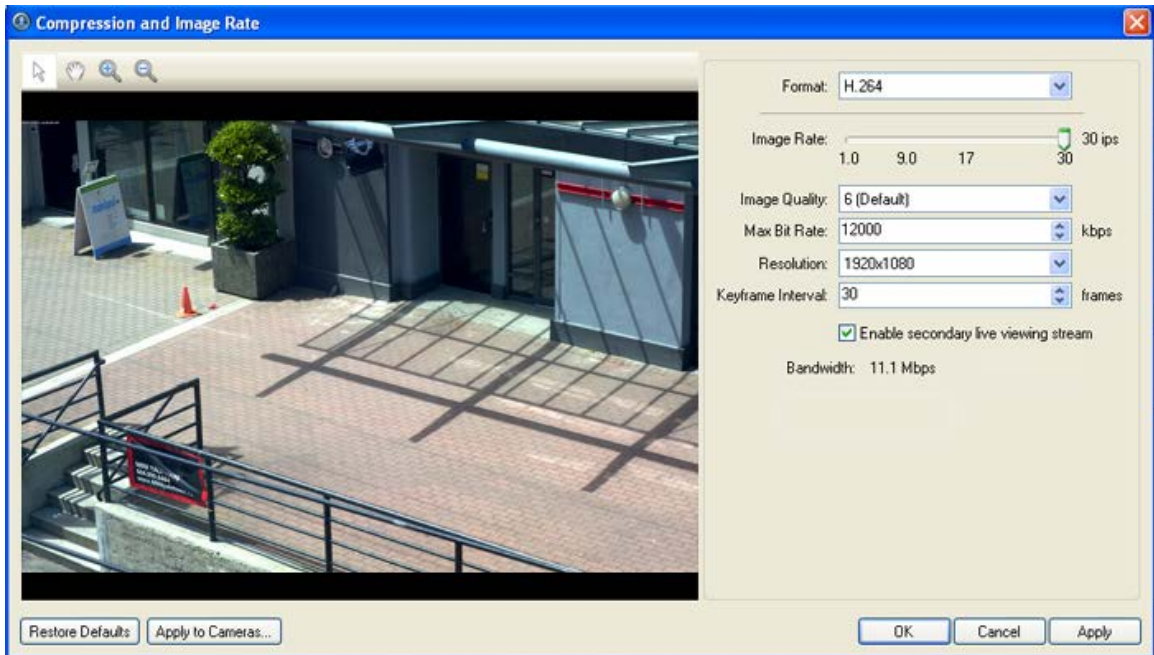 Compression and Image Rate
Format: H.264
Image Rate: 30 ips
1.0 9.0 17 30
Image Quality: 6 (Default)
Max Bit Rate: 12000 kbps
Resolution: 1920x1080
Keyframe Interval: 30 frames
Enable secondary live viewing stream
Bandwidth: 11.1 Mbps
Restore Defaults
Apply to Cameras...
OK
Cancel
Apply